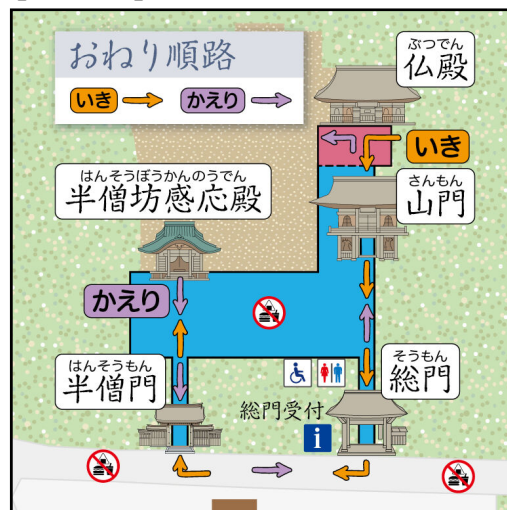 おねり順路
いき
かえり
ぶつでん
仏殿
いき
はんそうぼうかんのうでん
半僧坊感応殿
さんもん
山門
かえり
はんそうもん
半僧門
そうもん
総門
総門受付
i